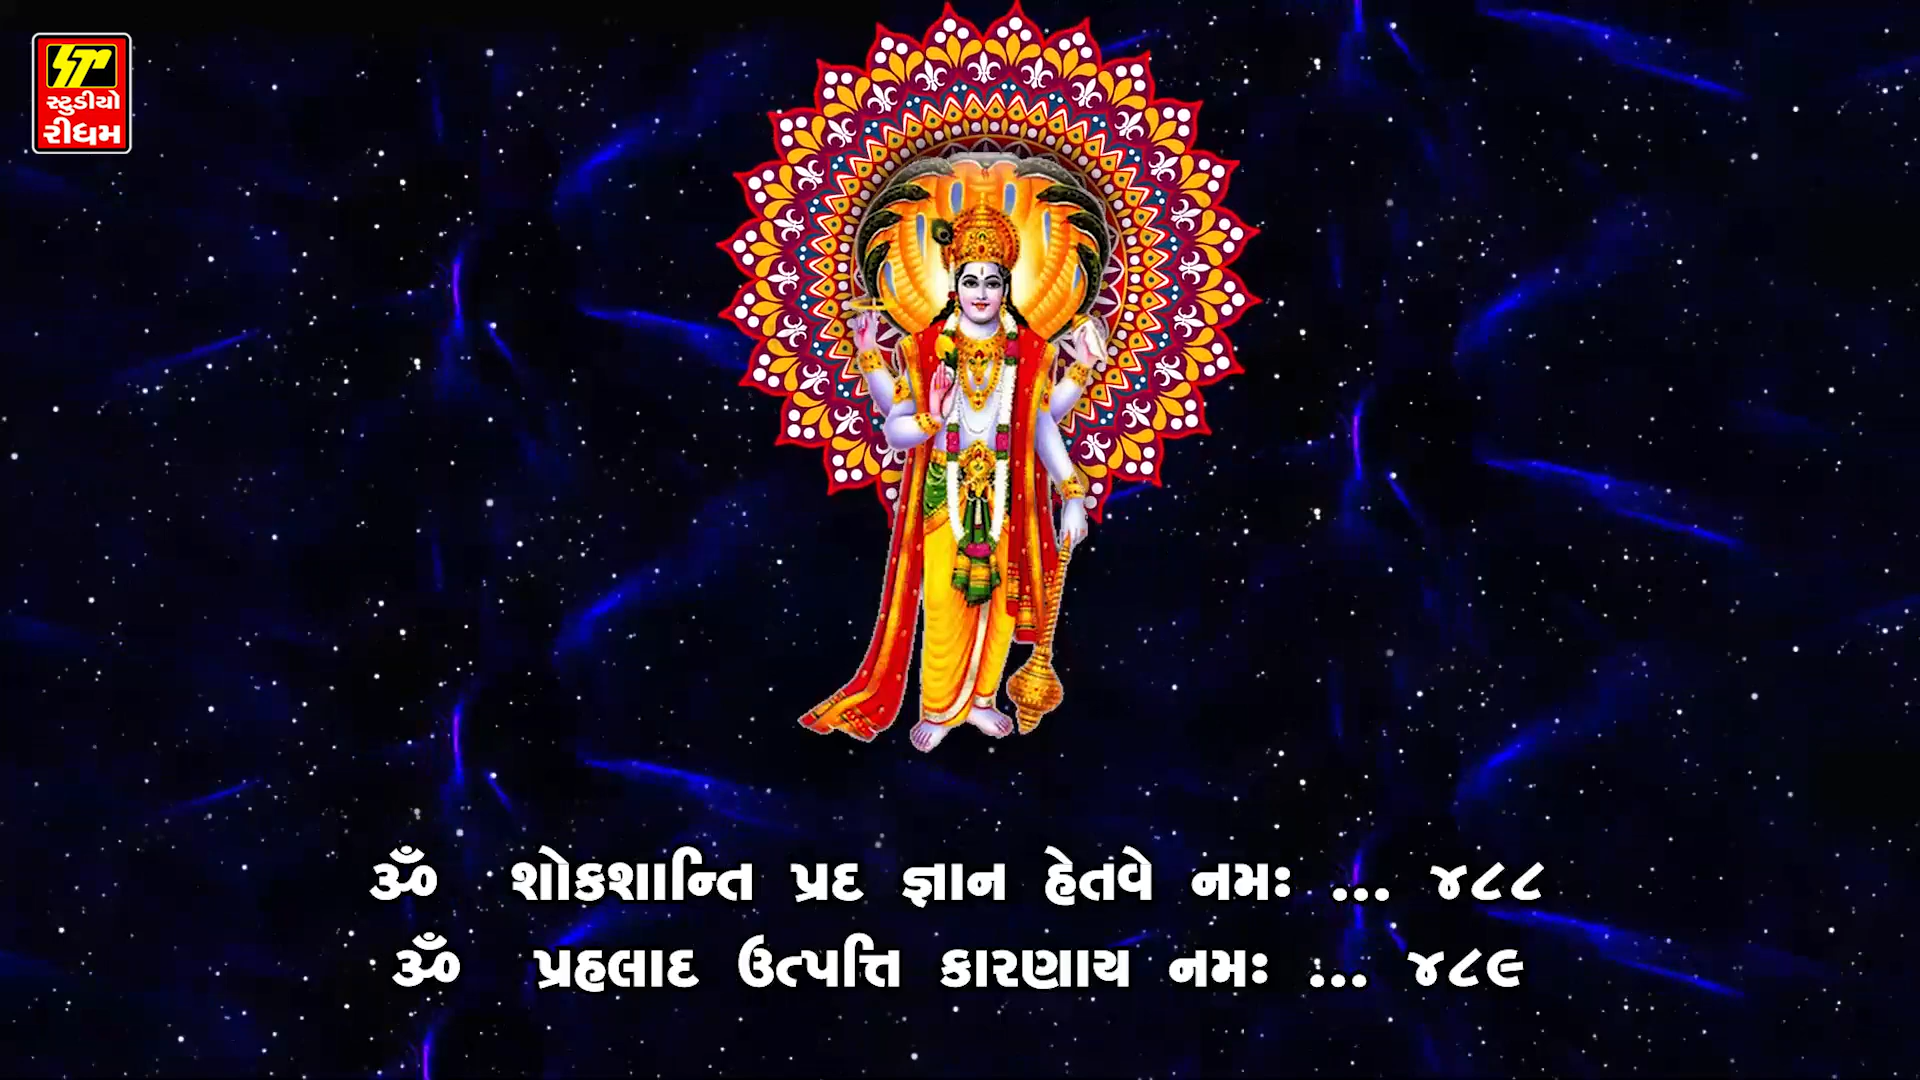 સ્ટુડીયો
રીધમ
ૐ શોકશાન્તિ પ્રદ જ્ઞાન હેતવે નમઃ ... ૪૮૮
ૐ પ્રહલાદ ઉત્પત્તિ કારણાય નમઃ ... ૪૮૯